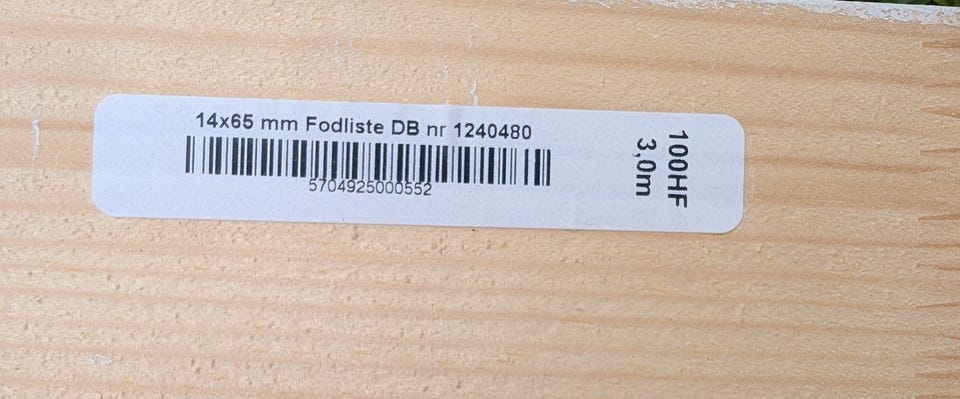 14x65 mm Fodliste DB nr 1240480
5704925000552
100HF
3,0m